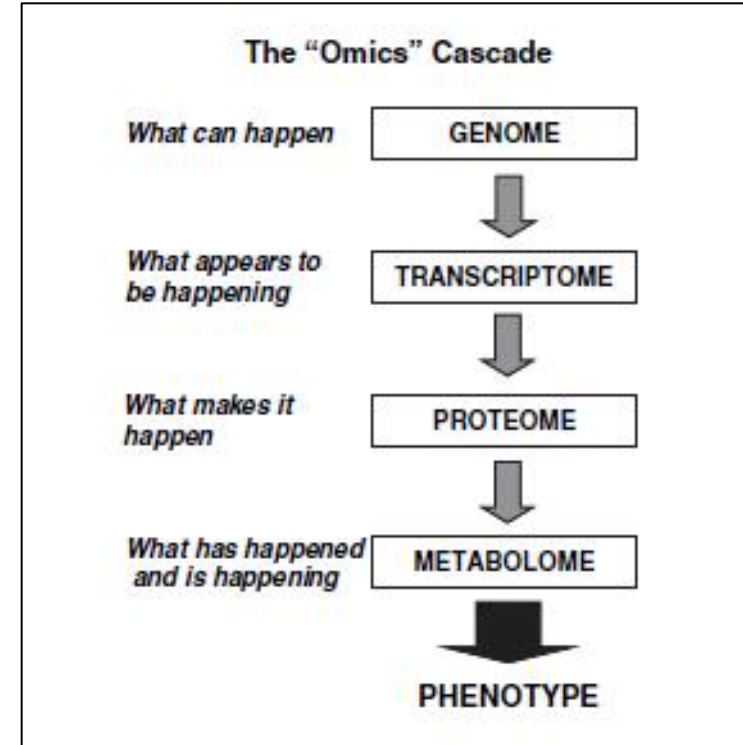 The “Omics” Cascade
What can happen
GENOME
What appears to
be happening
TRANSCRIPTOME
What makes it
happen
PROTEOME
What has happened
and is happening
METABOLOME
PHENOTYPE